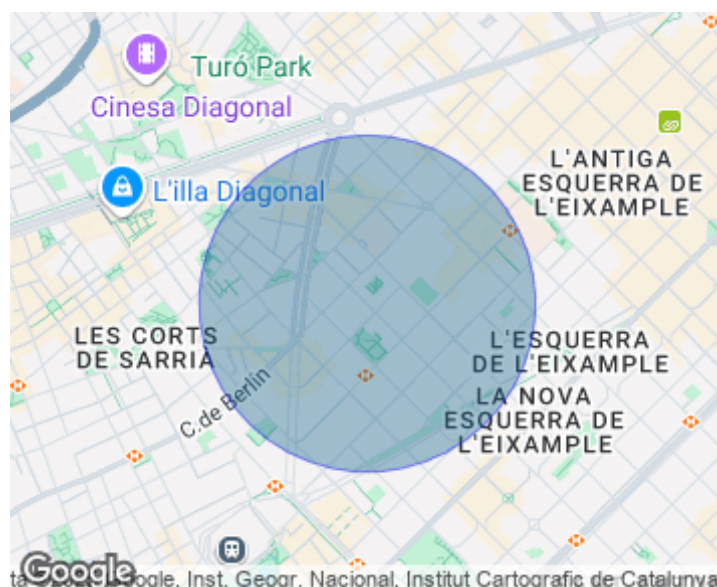 Turó Park
Cinesa Diagonal
L'ANTIGA
ESQUERRA DE
L'EIXAMPLE
L'illa Diagonal
LES CORTS
DE SARRIÀ
L'ESQUERRA
DE L'EIXAMPLE
C. de Berlín
LA NOVA
ESQUERRA DE
L'EIXAMPLE
Google
Google, Inst. Geogr. Nacional, Institut Cartogràfic de Catalunya